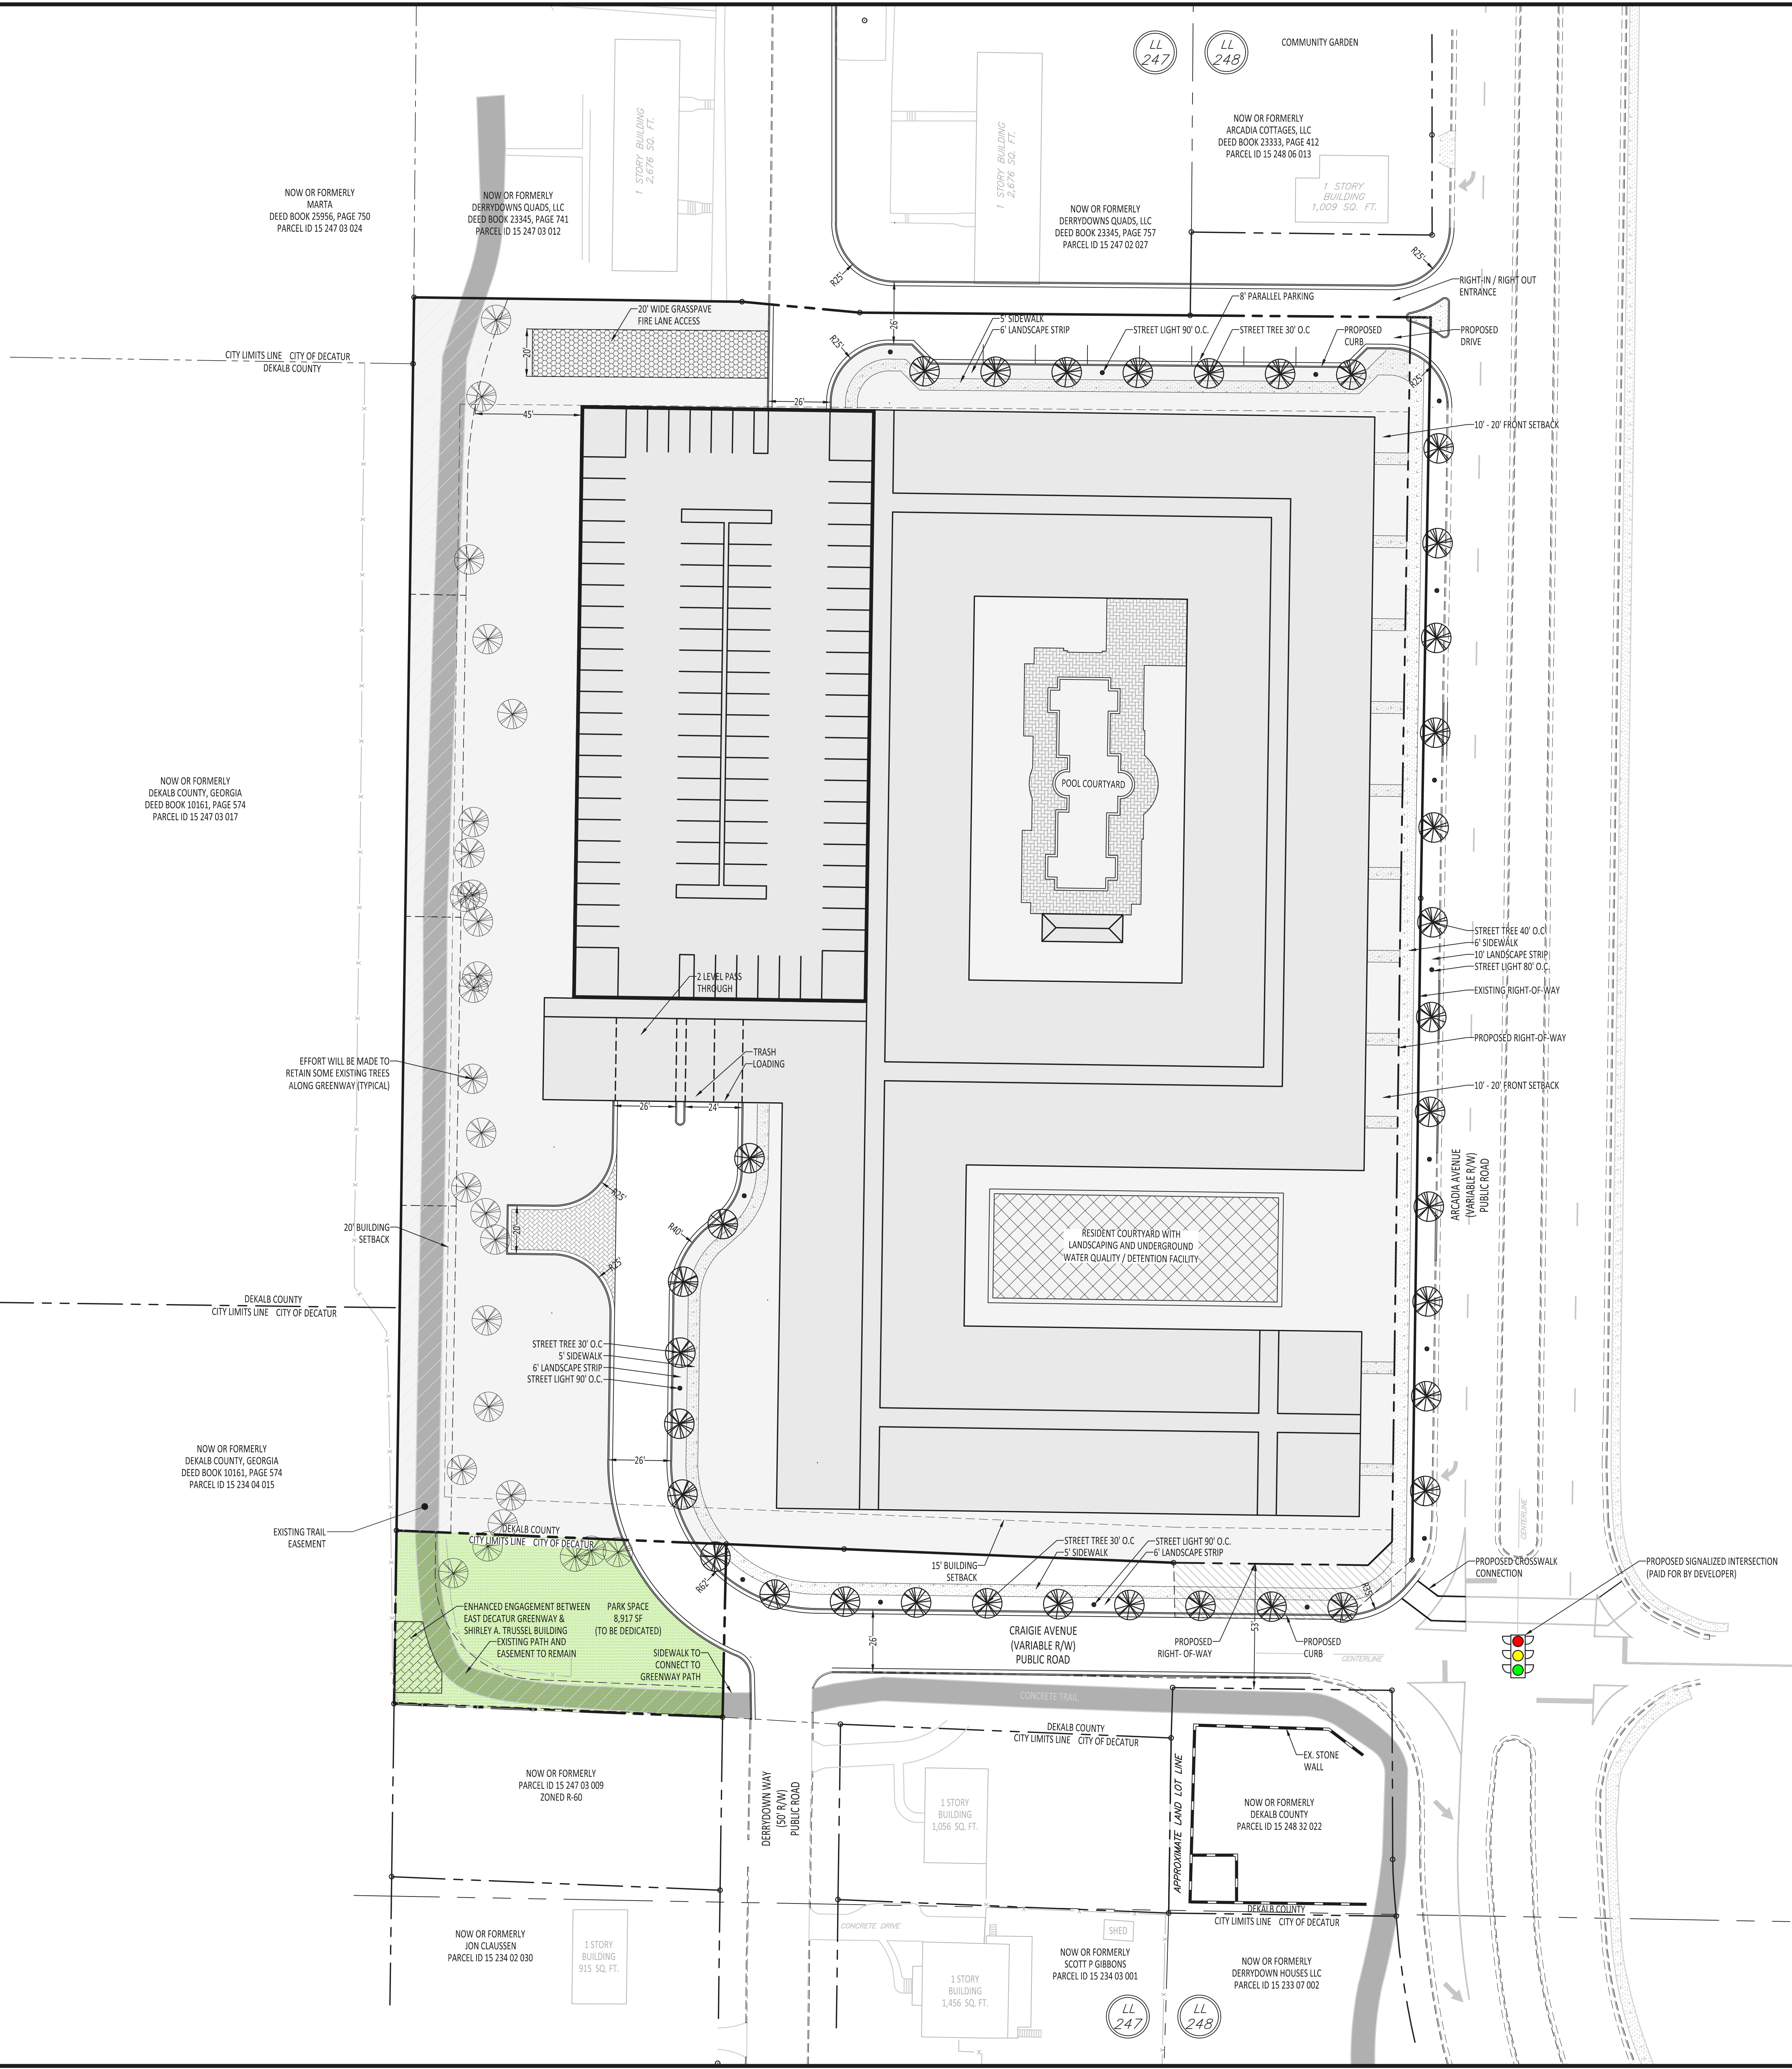 LL
247
LL
248
COMMUNITY GARDEN
NOW OR FORMERLY
ARCADIA COTTAGES, LLC
DEED BOOK 23333, PAGE 412
PARCEL ID 15 248 06 013
1 STORY BUILDING
2,676 SQ. FT.
1 STORY BUILDING
2,676 SQ. FT.
1 STORY
BUILDING
1,009 SQ. FT.
NOW OR FORMERLY
MARTA
DEED BOOK 25956, PAGE 750
PARCEL ID 15 247 03 024
NOW OR FORMERLY
DERRYDOWNS QUADS, LLC
DEED BOOK 23345, PAGE 741
PARCEL ID 15 247 03 012
NOW OR FORMERLY
DERRYDOWNS QUADS, LLC
DEED BOOK 23345, PAGE 757
PARCEL ID 15 247 02 027
R25'
R25'
RIGHT-IN / RIGHT OUT
ENTRANCE
8' PARALLEL PARKING
20' WIDE GRASSPAVE
FIRE LANE ACCESS
20'
26'
R25'
5' SIDEWALK
6' LANDSCAPE STRIP
STREET LIGHT 90' O.C.
STREET TREE 30' O.C
PROPOSED
CURB
PROPOSED
DRIVE
R25'
CITY LIMITS LINE CITY OF DECATUR
DEKALB COUNTY
45'
26'
10' - 20' FRONT SETBACK
POOL COURTYARD
NOW OR FORMERLY
DEKALB COUNTY, GEORGIA
DEED BOOK 10161, PAGE 574
PARCEL ID 15 247 03 017
STREET TREE 40' O.C
6' SIDEWALK
10' LANDSCAPE STRIP
STREET LIGHT 80' O.C.
EXISTING RIGHT-OF-WAY
PROPOSED RIGHT-OF-WAY
10' - 20' FRONT SETBACK
2 LEVEL PASS
THROUGH
TRASH
LOADING
26'
24'
EFFORT WILL BE MADE TO
RETAIN SOME EXISTING TREES
ALONG GREENWAY (TYPICAL)
ARCADIA AVENUE
(VARIABLE R/W)
PUBLIC ROAD
R25'
20'
R25'
R40'
20' BUILDING
SETBACK
RESIDENT COURTYARD WITH
LANDSCAPING AND UNDERGROUND
WATER QUALITY / DETENTION FACILITY
DEKALB COUNTY
CITY LIMITS LINE CITY OF DECATUR
STREET TREE 30' O.C
5' SIDEWALK
6' LANDSCAPE STRIP
STREET LIGHT 90' O.C.
26'
NOW OR FORMERLY
DEKALB COUNTY, GEORGIA
DEED BOOK 10161, PAGE 574
PARCEL ID 15 234 04 015
EXISTING TRAIL
EASEMENT
DEKALB COUNTY
CITY LIMITS LINE CITY OF DECATUR
15' BUILDING
SETBACK
STREET TREE 30' O.C
5' SIDEWALK
STREET LIGHT 90' O.C.
6' LANDSCAPE STRIP
CENTERLINE
PROPOSED CROSSWALK
CONNECTION
PROPOSED SIGNALIZED INTERSECTION
(PAID FOR BY DEVELOPER)
R62'
R35'
ENHANCED ENGAGEMENT BETWEEN
EAST DECATUR GREENWAY &
SHIRLEY A. TRUSSEL BUILDING
EXISTING PATH AND
EASEMENT TO REMAIN
PARK SPACE
8,917 SF
(TO BE DEDICATED)
SIDEWALK TO
CONNECT TO
GREENWAY PATH
26'
CRAIGIE AVENUE
(VARIABLE R/W)
PUBLIC ROAD
PROPOSED
RIGHT- OF-WAY
53'
PROPOSED
CURB
CENTERLINE
CONCRETE TRAIL
DEKALB COUNTY
CITY LIMITS LINE CITY OF DECATUR
EX. STONE
WALL
APPROXIMATE LAND LOT LINE
NOW OR FORMERLY
PARCEL ID 15 247 03 009
ZONED R-60
DERRYDOWN WAY
(50' R/W)
PUBLIC ROAD
1 STORY
BUILDING
1,056 SQ. FT.
NOW OR FORMERLY
DEKALB COUNTY
PARCEL ID 15 248 32 022
DEKALB COUNTY
CITY LIMITS LINE CITY OF DECATUR
CONCRETE DRIVE
SHED
NOW OR FORMERLY
JON CLAUSSEN
PARCEL ID 15 234 02 030
1 STORY
BUILDING
915 SQ. FT.
1 STORY
BUILDING
1,456 SQ. FT.
NOW OR FORMERLY
SCOTT P GIBBONS
PARCEL ID 15 234 03 001
NOW OR FORMERLY
DERRYDOWN HOUSES LLC
PARCEL ID 15 233 07 002
LL
247
LL
248